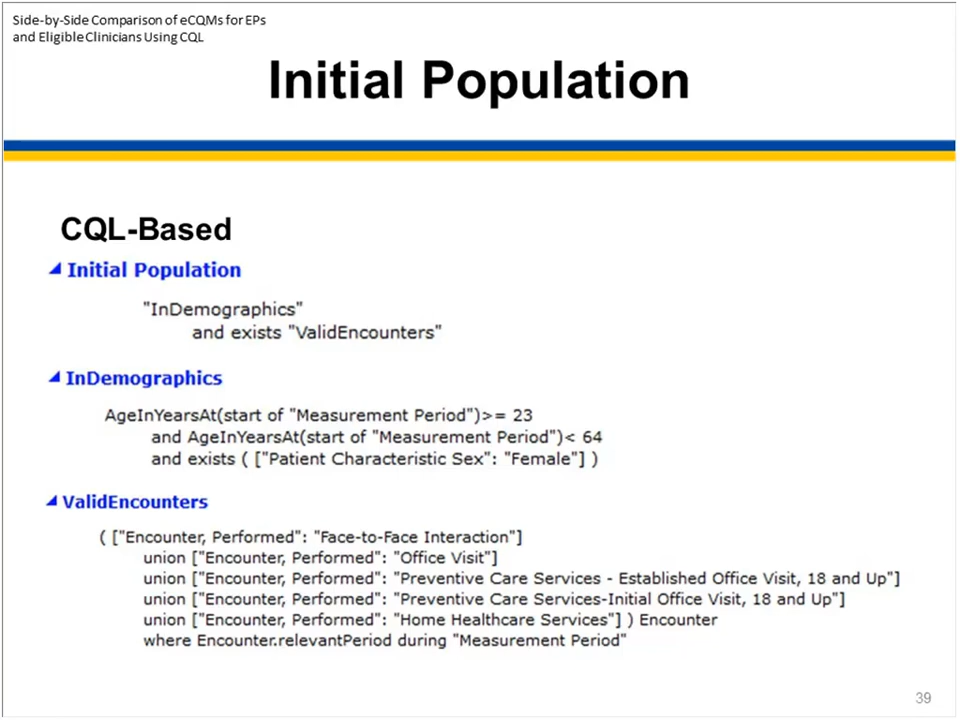 Side-by-Side Comparison of eCQMs for EPs
and Eligible Clinicians Using CQL
Initial Population
CQL-Based
Initial Population
"InDemographics"
and exists "ValidEncounters"
InDemographics
AgeInYearsAt(start of "Measurement Period")>= 23
and AgeInYearsAt(start of "Measurement Period")< 64
and exists ( ["Patient Characteristic Sex": "Female"] )
ValidEncounters
( ["Encounter, Performed": "Face-to-Face Interaction"]
union ["Encounter, Performed": "Office Visit"]
union ["Encounter, Performed": "Preventive Care Services - Established Office Visit, 18 and Up"]
union ["Encounter, Performed": "Preventive Care Services-Initial Office Visit, 18 and Up"]
union ["Encounter, Performed": "Home Healthcare Services"] ) Encounter
where Encounter.relevantPeriod during "Measurement Period"
39